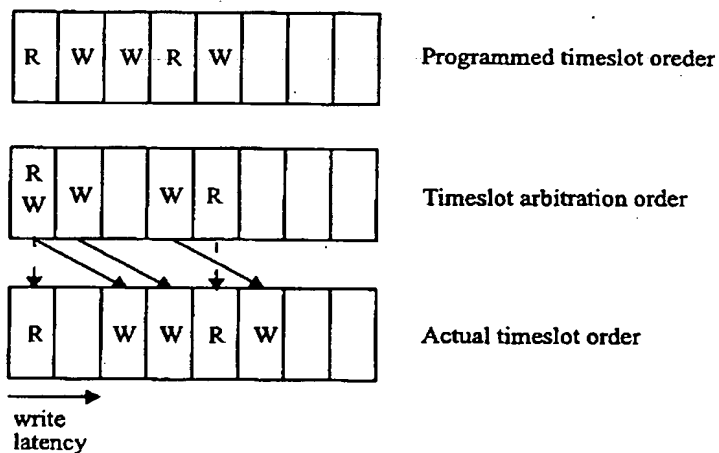 R W W R W
Programmed timeslot oreder
R
W W W R
Timeslot arbitration order
R W W R W
Actual timeslot order
write
latency